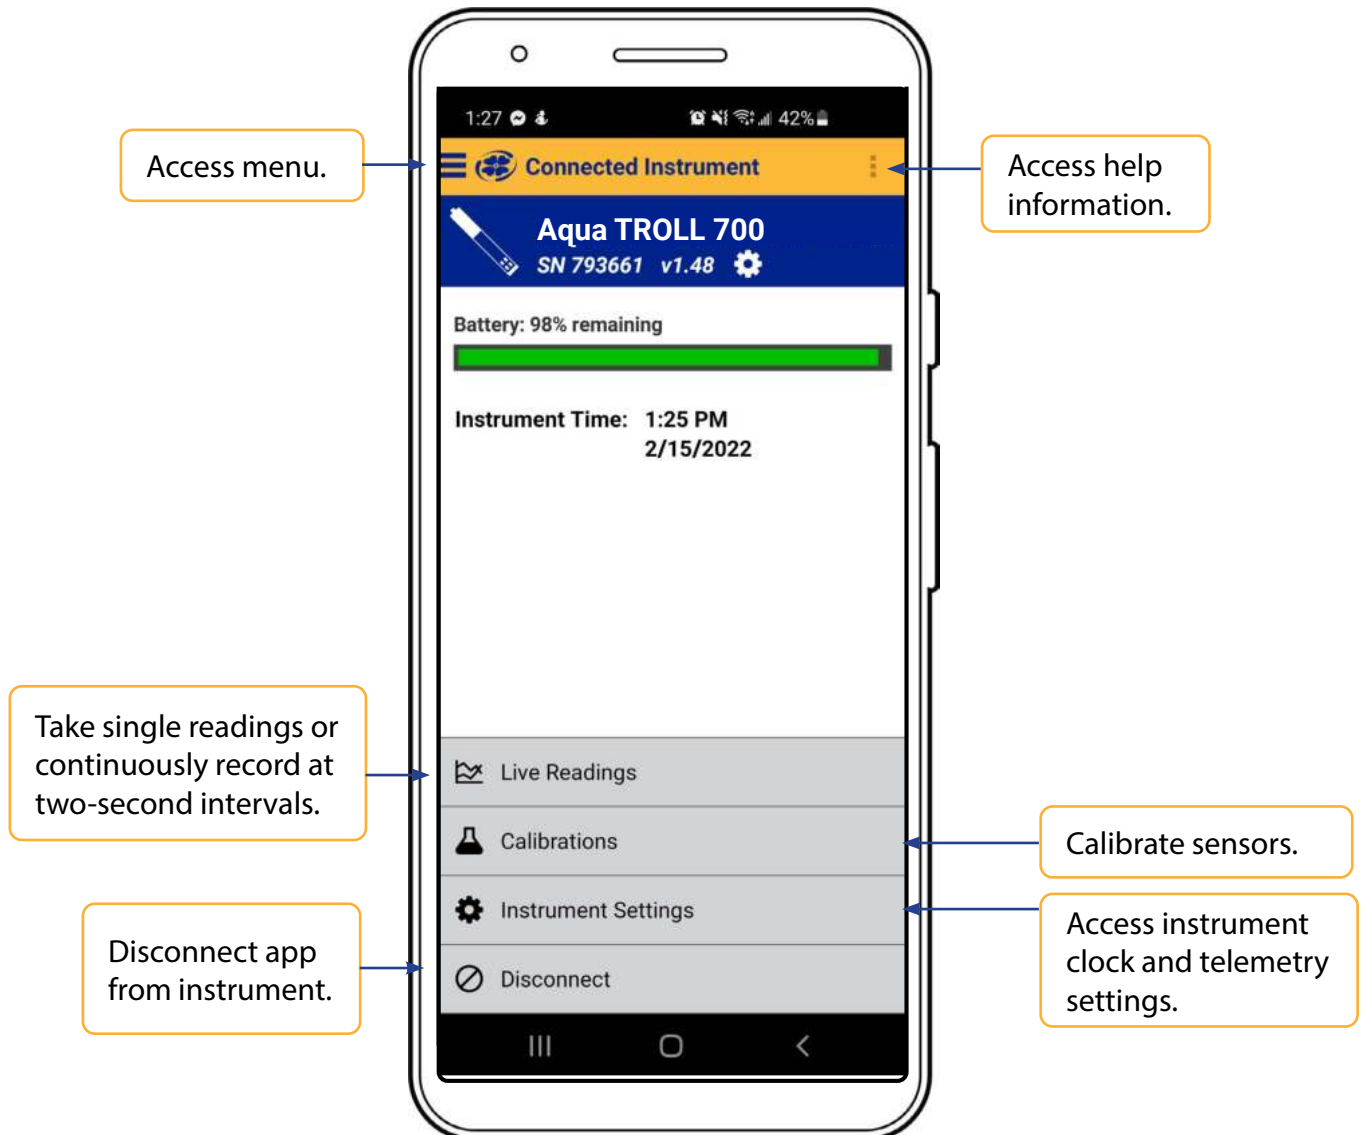 1:27 42%
Access menu.
Connected Instrument
Access help
information.
Aqua TROLL 700
SN 793661 v1.48
Battery: 98% remaining
Instrument Time: 1:25 PM
2/15/2022
Take single readings or
continuously record at
two-second intervals.
Live Readings
Calibrations
Calibrate sensors.
Instrument Settings
Access instrument
clock and telemetry
settings.
Disconnect app
from instrument.
Disconnect